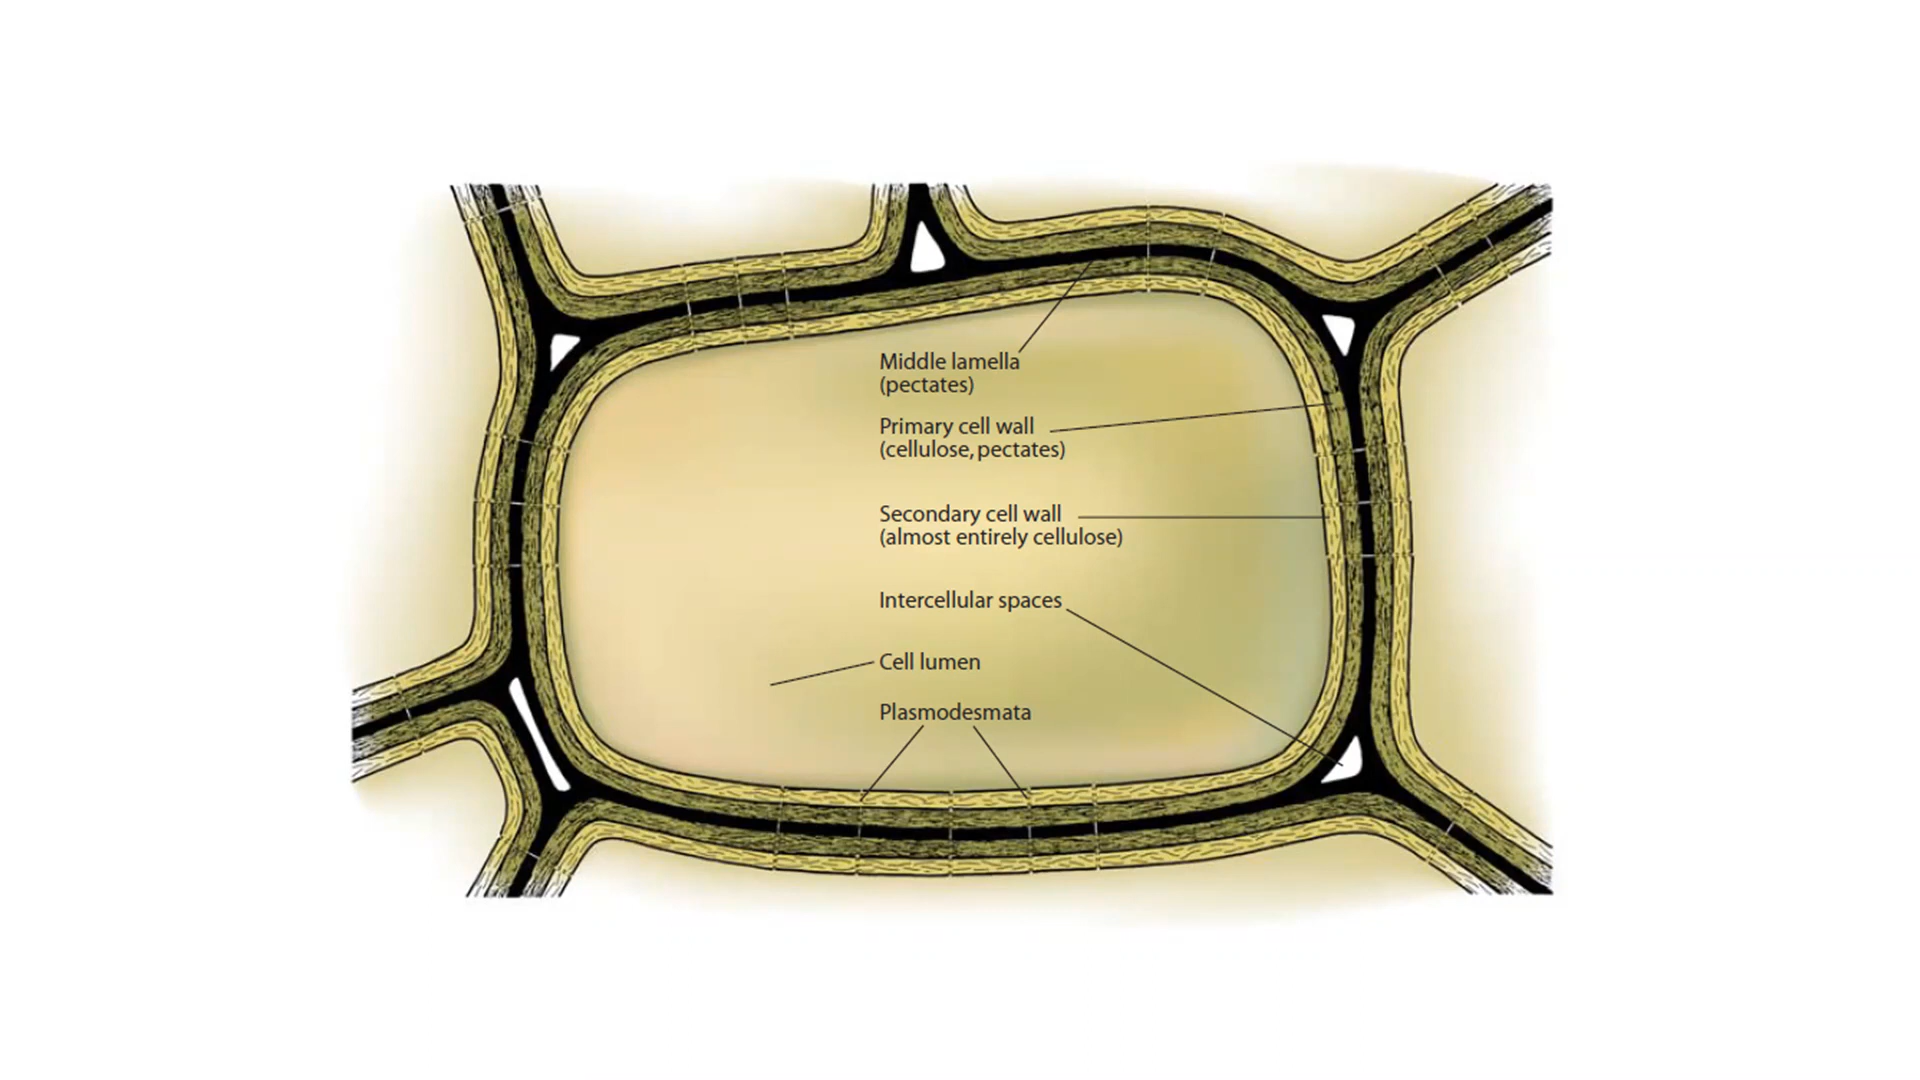 Middle lamella
(pectates)
Primary cell wall
(cellulose, pectates)
Secondary cell wall
(almost entirely cellulose)
Intercellular spaces
Cell lumen
Plasmodesmata